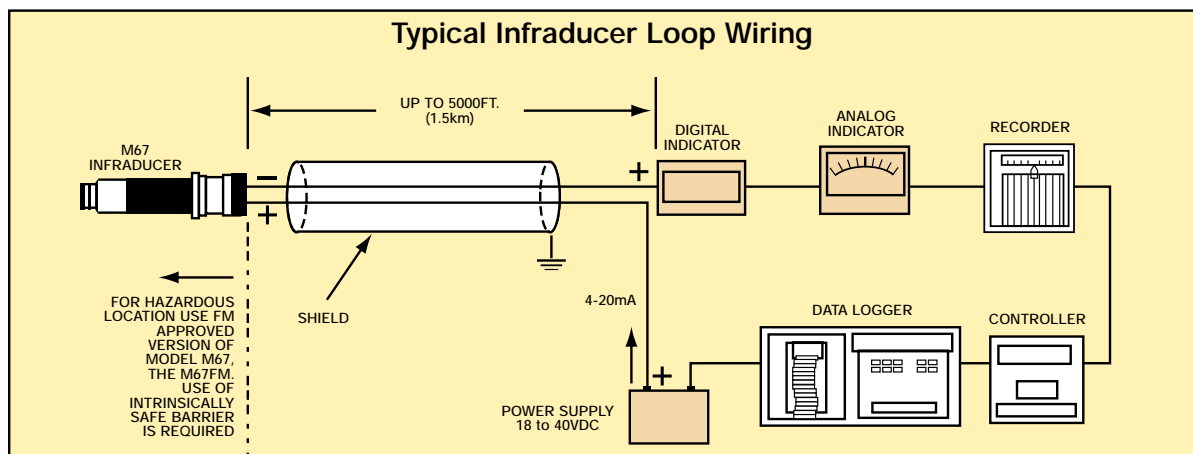 Typical Infraducer Loop Wiring
UP TO 5000FT.
(1.5km)
M67
INFRADUCER
DIGITAL
INDICATOR
ANALOG
INDICATOR
RECORDER
−
+
+
SHIELD
4-20mA
FOR HAZARDOUS
LOCATION USE FM
APPROVED
VERSION OF
MODEL M67,
THE M67FM.
USE OF
INTRINSICALLY
SAFE BARRIER
IS REQUIRED
DATA LOGGER
CONTROLLER
+
POWER SUPPLY
18 to 40VDC